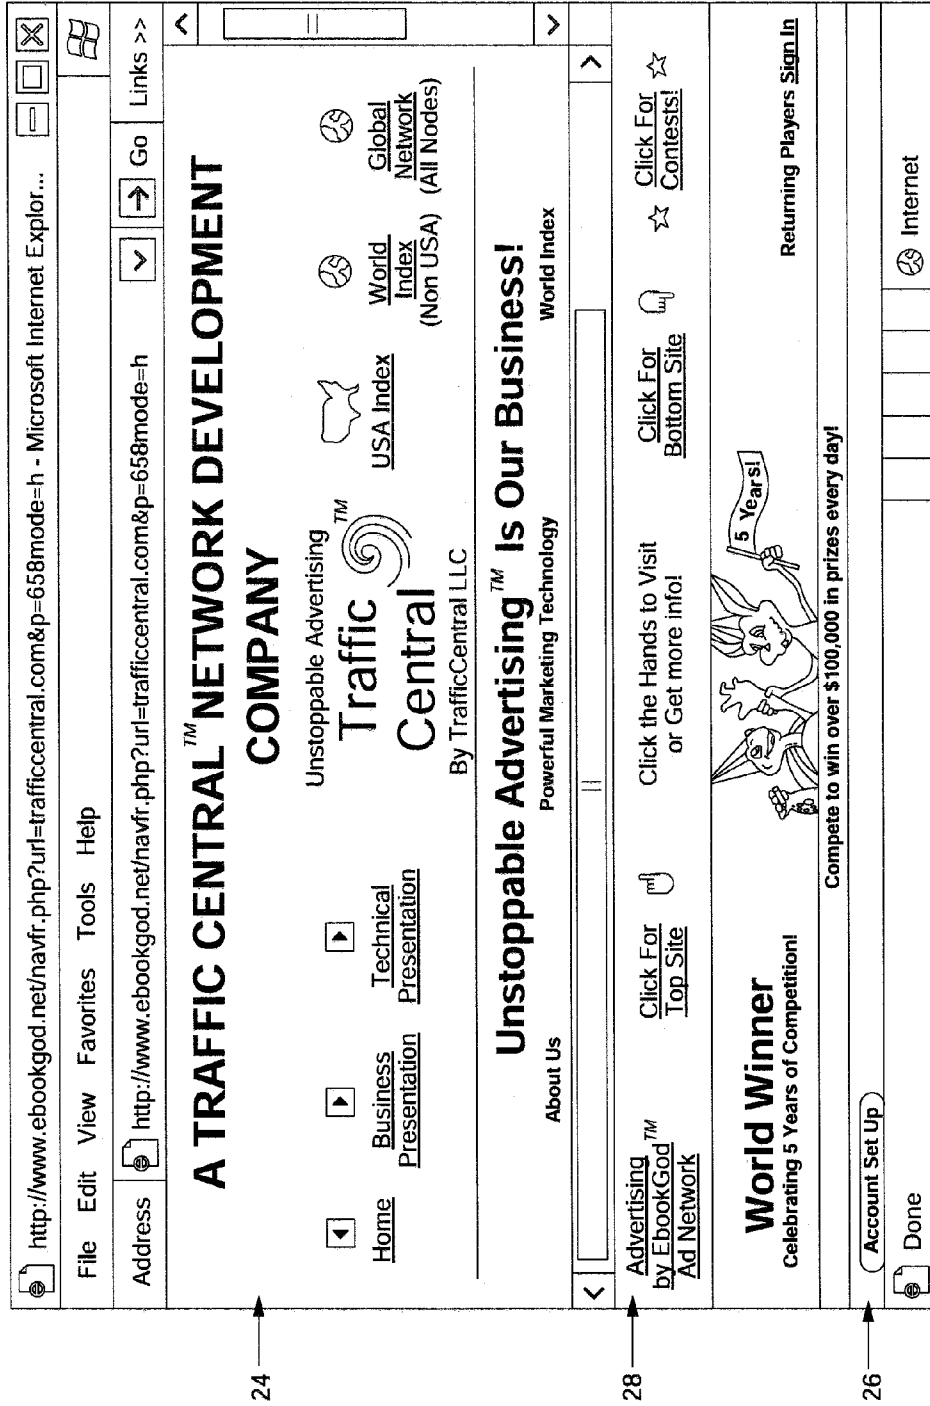 http://www.ebookgod.net/navfr.php?url=trafficcentral.com&p=658mode=h - Microsoft Internet Explor...
File Edit View Favorites Tools Help
Address http://www.ebookgod.net/navfr.php?url=trafficcentral.com&p=658mode=h Go Links >>
A TRAFFIC CENTRAL™ NETWORK DEVELOPMENT
COMPANY
Home
Business
Presentation
Technical
Presentation
Unstoppable Advertising
Traffic TM
Central
By TrafficCentral LLC
USA Index
World
Index
(Non USA)
Global
Network
(All Nodes)
Unstoppable Advertising™ Is Our Business!
About Us Powerful Marketing Technology World Index
24
Advertising
by EbookGod™
Ad Network
Click For
Top Site
Click the Hands to Visit
or Get more info!
Click For
Bottom Site
Click For
Contests!
28
World Winner
Celebrating 5 Years of Competition!
5 Years!
Returning Players Sign In
Compete to win over $100,000 in prizes every day!
Account Set Up
26
Done Internet